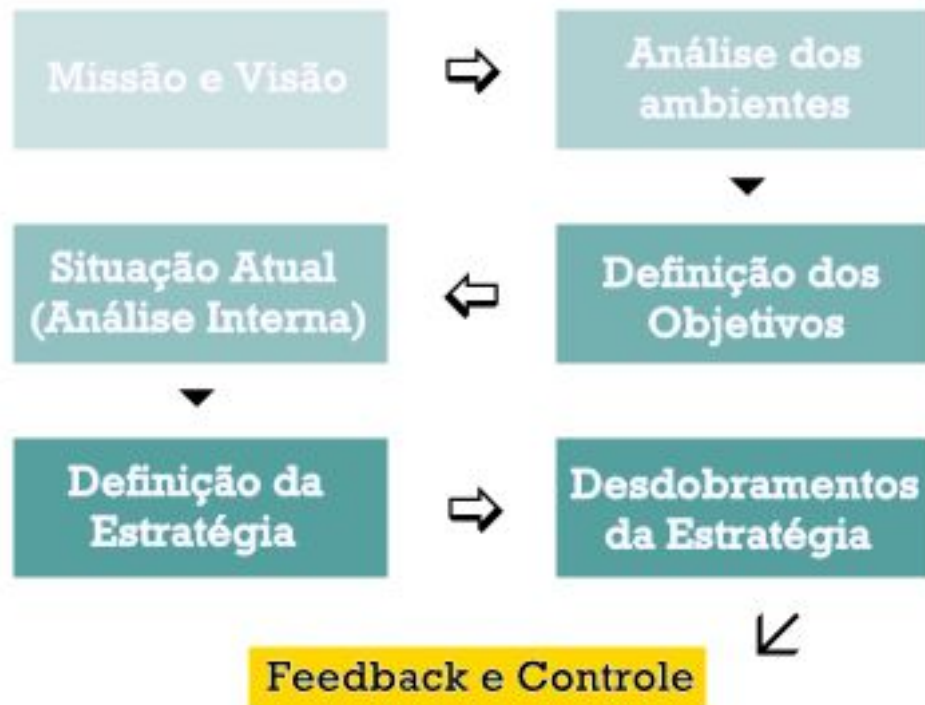 Missão e Visão
Análise dos
ambientes
Situação Atual
(Análise Interna)
Definição dos
Objetivos
Definição da
Estratégia
Desdobramentos
da Estratégia
Feedback e Controle